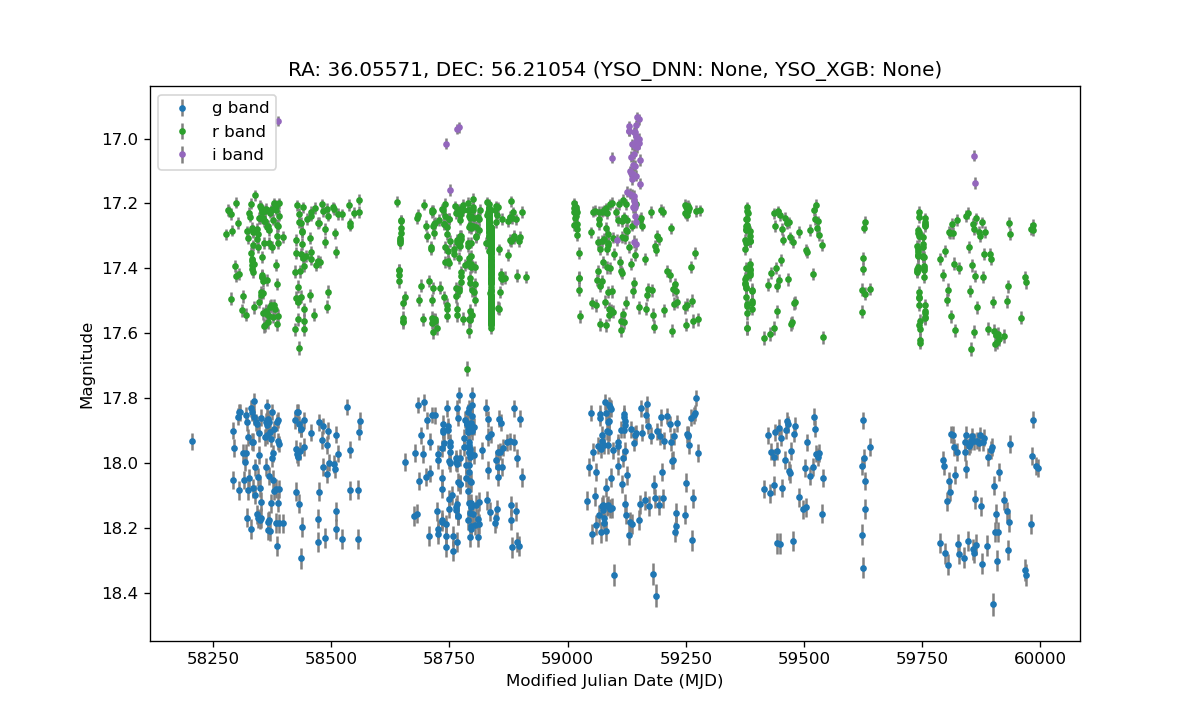 RA: 36.05571, DEC: 56.21054 (YSO_DNN: None, YSO_XGB: None)
g band
r band
i band
17.0
17.2
17.4
17.6
17.8
18.0
18.2
18.4
Magnitude
58250 58500 58750 59000 59250 59500 59750 60000
Modified Julian Date (MJD)